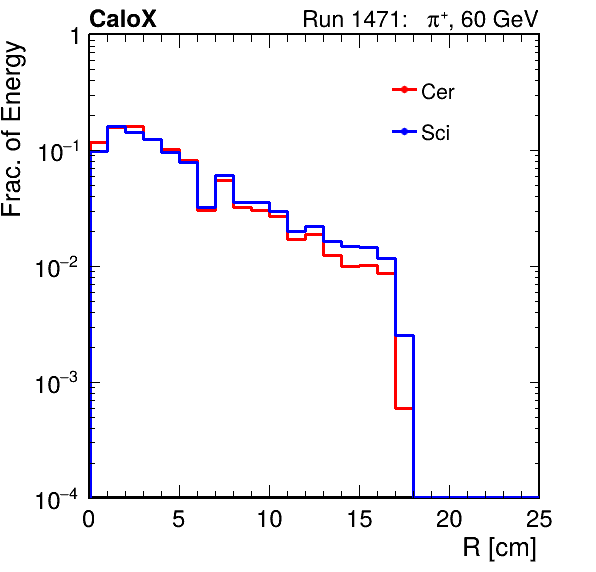 CaloX Run 1471: π⁺, 60 GeV
Frac. of Energy
1
10⁻¹
10⁻²
10⁻³
10⁻⁴
Cer
Sci
0 5 10 15 20 25
R [cm]